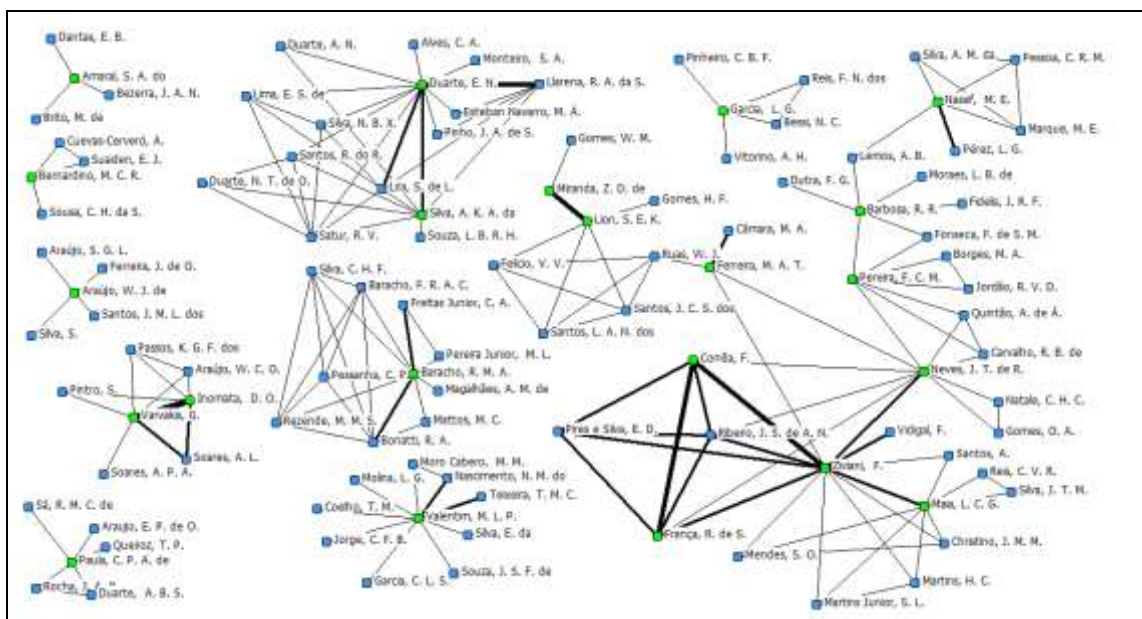 Dantas, E. B.
Amaral, S. A. do
Bezerra, J. A. N.
Brito, M. de
Cuevas-Cerveró, A.
Suaiden, E. J.
Bernardino, M. C. R.
Sousa, C. H. da S.
Araújo, S. G. L.
Ferreira, J. de O.
Araújo, W. J. de
Santos, J. M. L. dos
Silva, S.
Passos, K. G. F. dos
Araújo, W. C. O.
Pintro, S.
Inomata, D. O.
Varvakis, G.
Soares, A. L.
Soares, A. P. A.
Sá, R. M. C. de
Araujo, E. P. de O.
Queiroz, T. P.
Paula, C. P. A. de
Rocha,
Duarte, A. B. S.
Duarte, A. N.
Alves, C. A.
Monteiro, S. A.
Duarte, E. N.
Llarena, R. A. da S.
Lima, E. S. de
Esteban Navarro, M. Á.
Silva, N. B. X.
Pinho, J. A. de S.
Santos, R. do R.
Duarte, N. T. de O.
Lira, S. de L.
Silva, A. K. A. da
Satur, R. V.
Souza, L. B. R. H.
Silva, C. H. F.
Baracho, F. R. A. C.
Freitas Junior, C. A.
Pereira Junior, M. L.
Pessanha, C. P.
Baracho, R. M. A.
Magalhães, A. M. de
Rezende, M. M. S.
Mattos, M. C.
Bonatti, R. A.
Moro Cabero, M. M.
Molina, L. G.
Nascimento, N. M. do
Teixeira, T. M. C.
Coelho, T. M.
Valentim, M. L. P.
Jorge, C. F. B.
Silva, E. da
Garcia, C. L. S.
Souza, J. S. F. de
Gomes, W. M.
Miranda, Z. D. de
Gomes, H. F.
Lion, S. E. K.
Câmara, M. A.
Felício, V. V.
Ruas, W. J.
Ferreira, M. A. T.
Santos, J. C. S. dos
Santos, L. A. N. dos
Pinheiro, C. B. F.
Reis, F. N. dos
Garcia, L. G.
Bessi, N. C.
Vitorino, A. H.
Silva, A. M. da
Pessoa, C. R. M.
Nassif, M. E.
Marque, M. E.
Pérez, L. G.
Lemos, A. B.
Dutra, F. G.
Moraes, L. B. de
Barbosa, R. R.
Fidelis, J. R. F.
Fonseca, F. de S. M.
Borges, M. A.
Pereira, F. C. M.
Jordão, R. V. D.
Quintão, A. de Á.
Carvalho, R. B. de
Corrêa, F.
Neves, J. T. de R.
Natale, C. H. C.
Pires e Silva, E. D.
Ribeiro, J. S. de A. N.
Vidigal, F.
Gomes, O. A.
Ziviani, F.
Santos, A.
Reis, C. V. R.
Silva, J. T. M.
Maia, L. C. G.
França, R. de S.
Mendes, S. O.
Christino, J. M. M.
Martins, H. C.
Martins Junior, S. L.